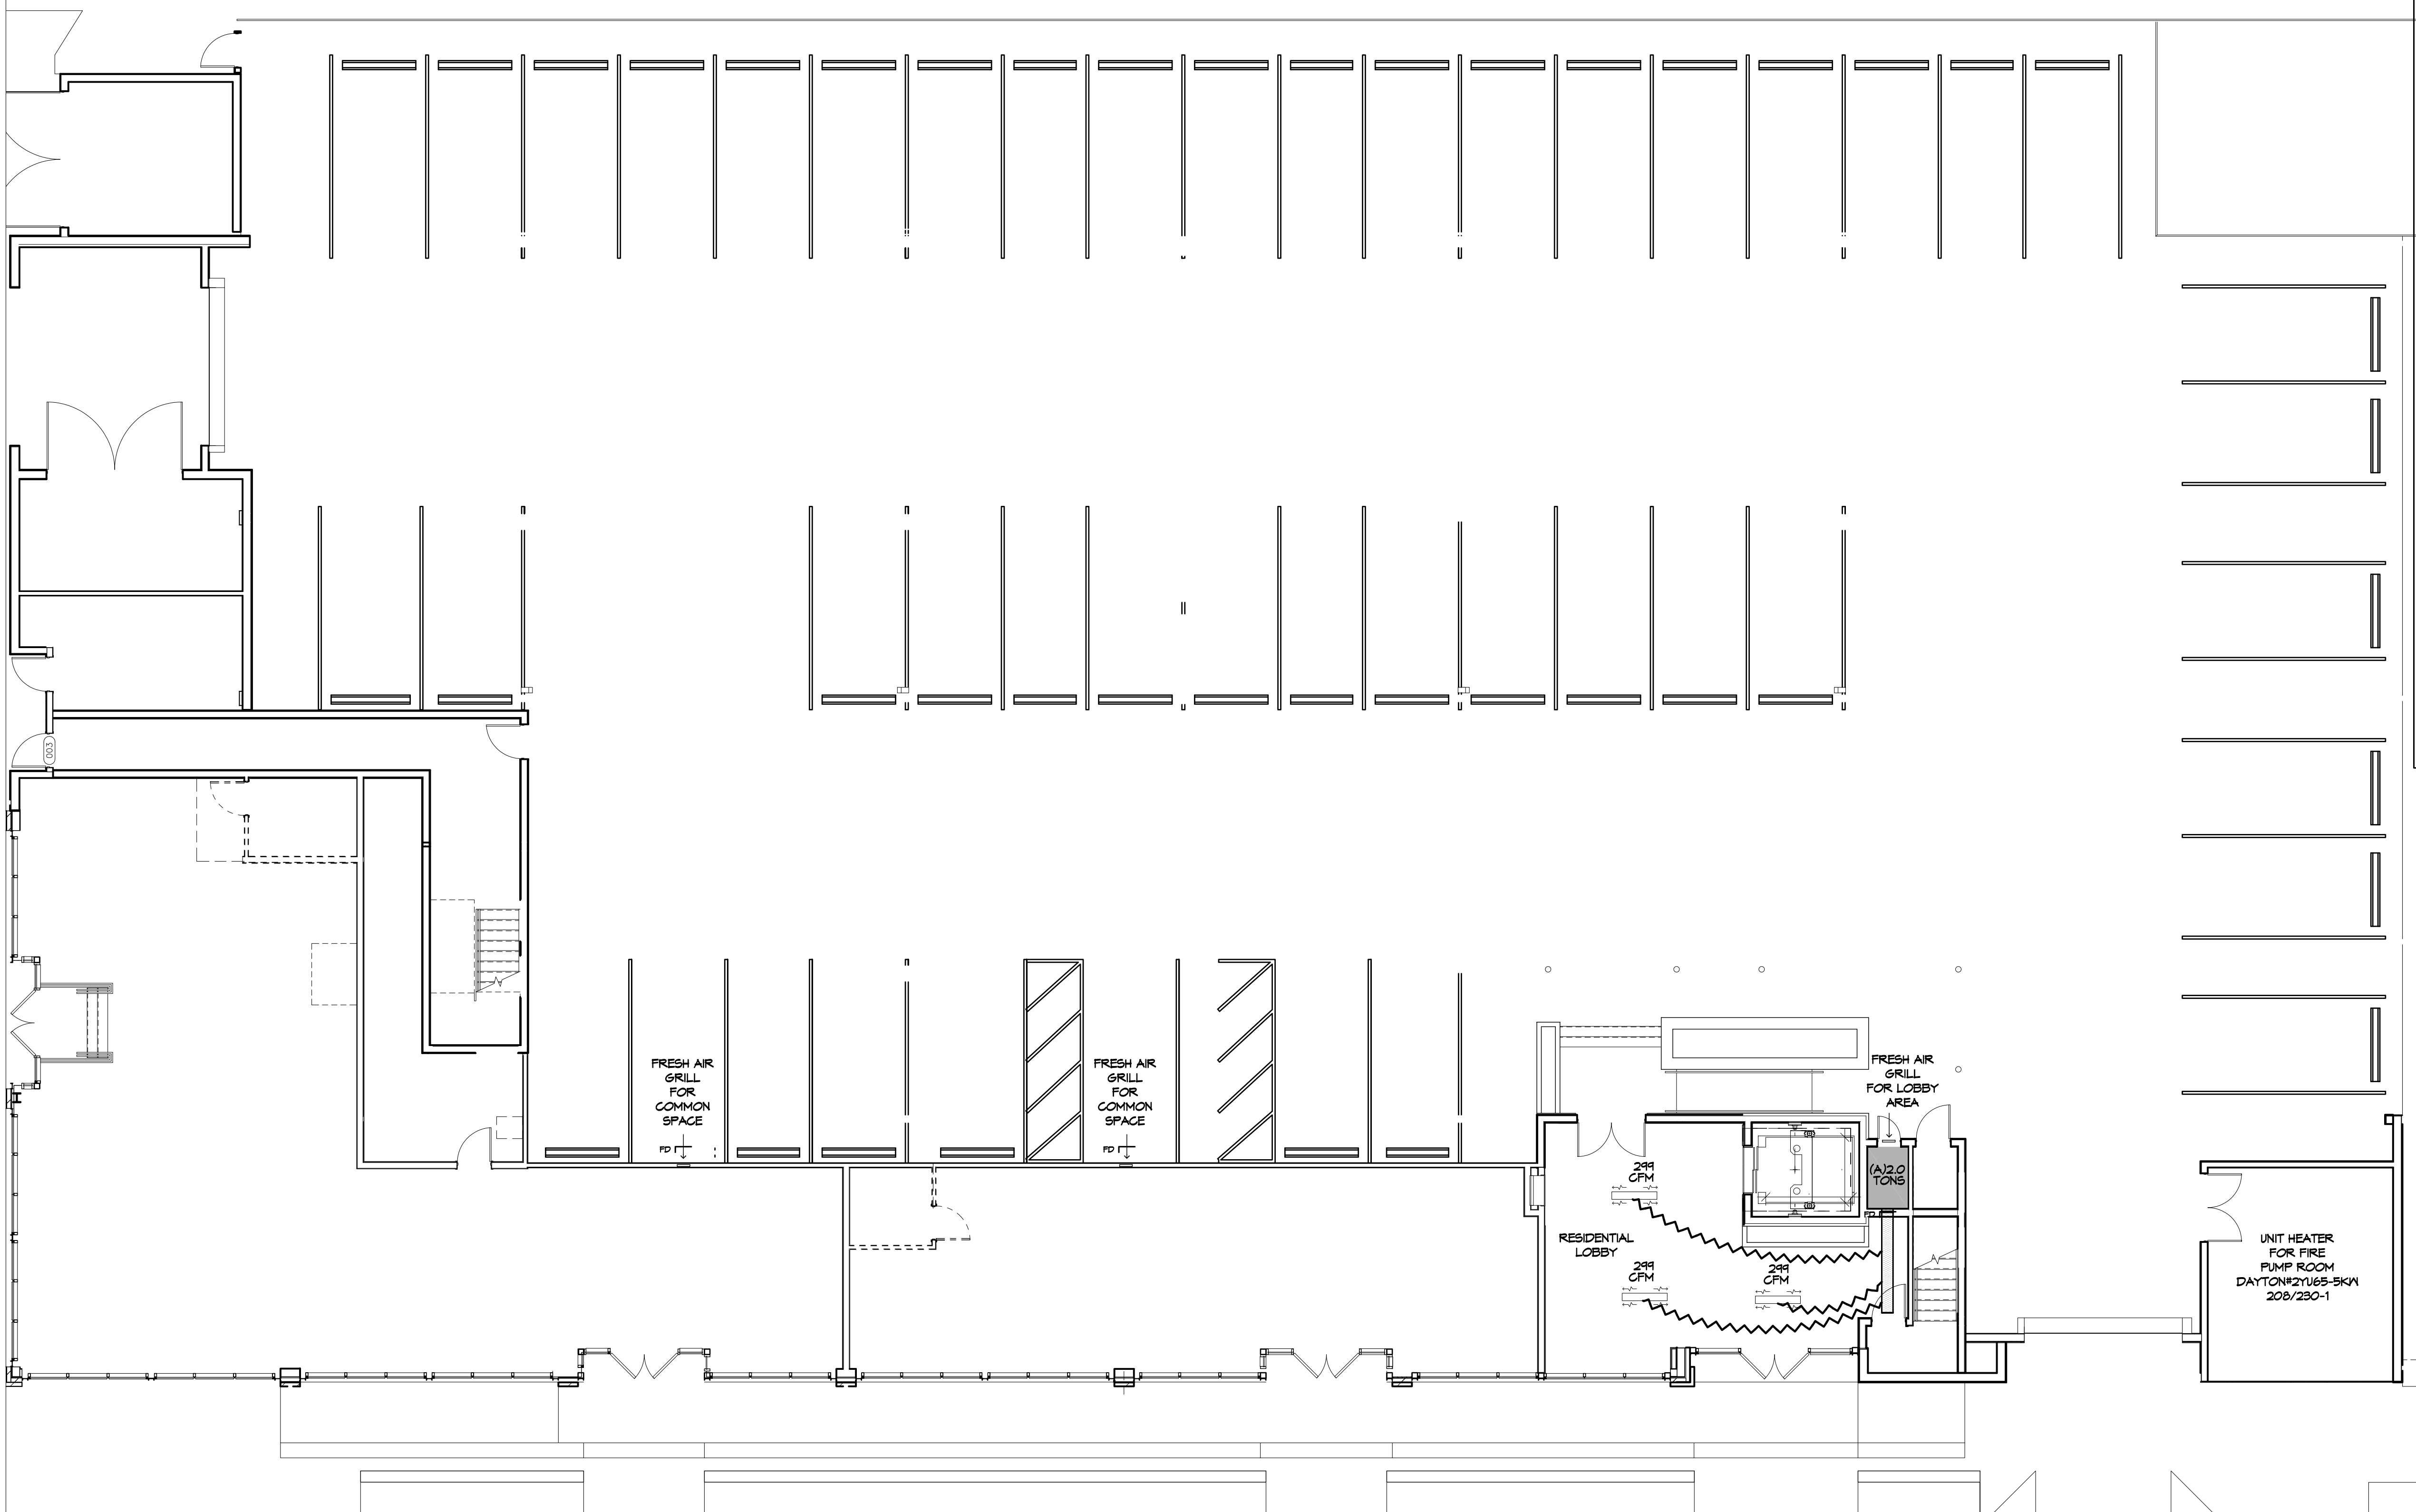 003
FRESH AIR
GRILL
FOR
COMMON
SPACE
FD
FRESH AIR
GRILL
FOR
COMMON
SPACE
FD
FRESH AIR
GRILL
FOR LOBBY
AREA
(A)2.0
TONS
FD
299
CFM
RESIDENTIAL
LOBBY
299
CFM
299
CFM
UNIT HEATER
FOR FIRE
PUMP ROOM
DAYTON#2YU65-5KW
208/230-1